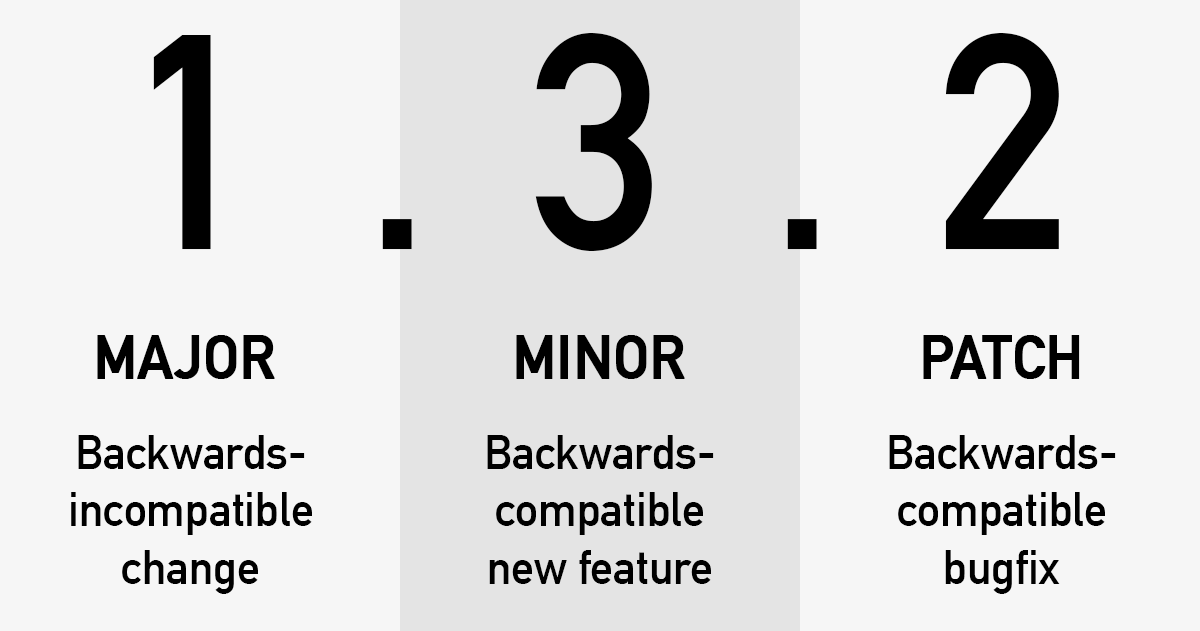 1.3.2
MAJOR MINOR PATCH
Backwards- Backwards- Backwards-
incompatible compatible compatible
change new feature bugfix